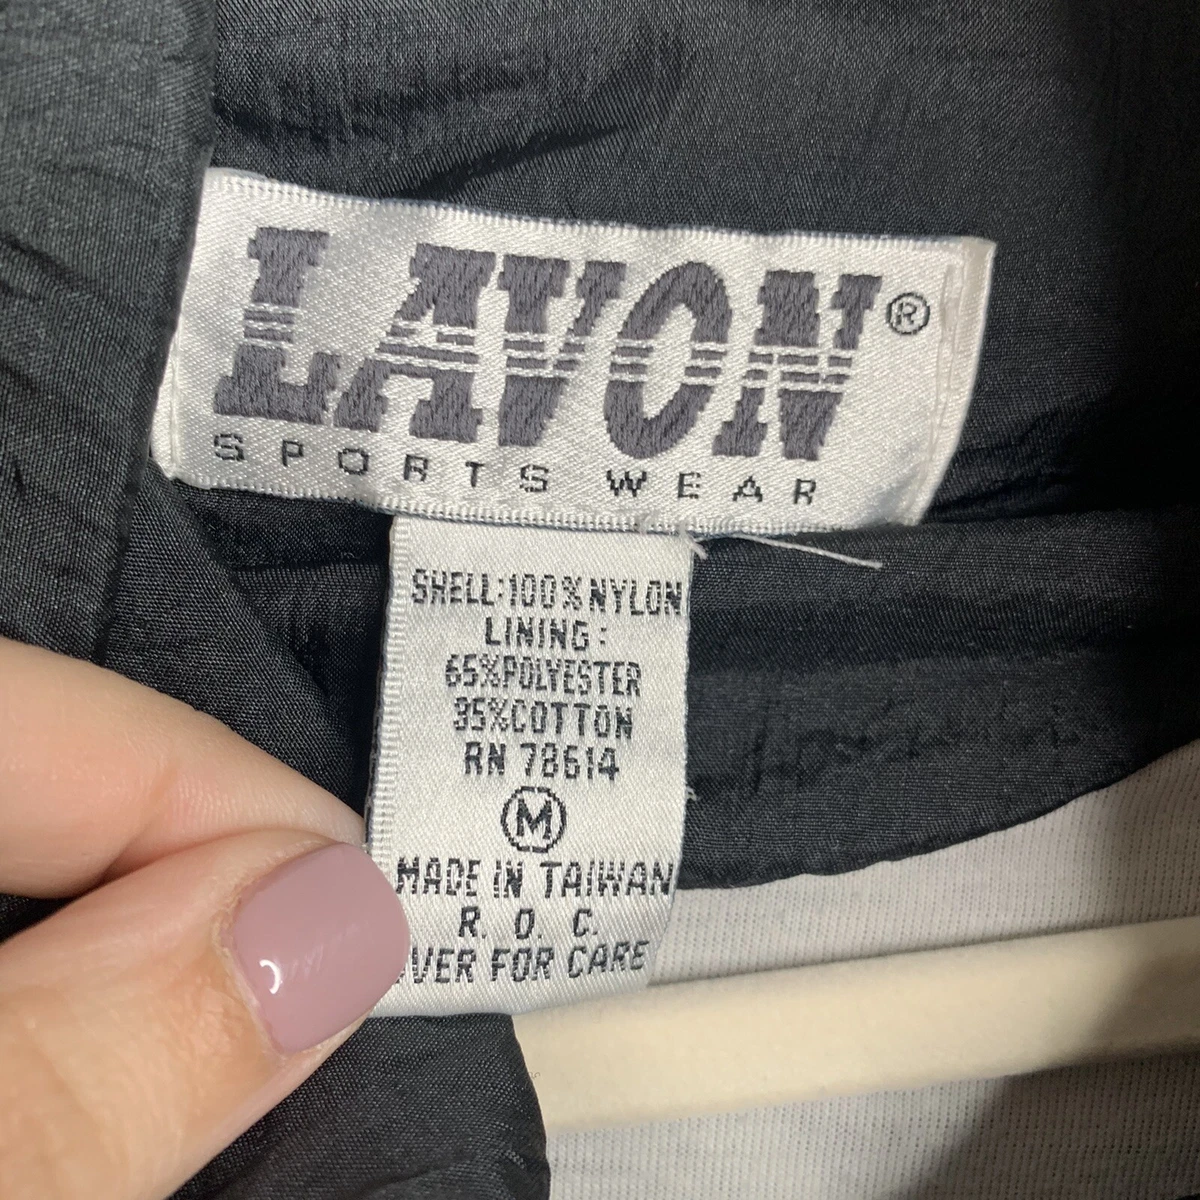 LAVON®
SPORTS WEAR
SHELL:100%NYLON
LINING:
65%POLYESTER
35%COTTON
RN 78614
M
MADE IN TAIWAN
R. O. C.
FOR CARE